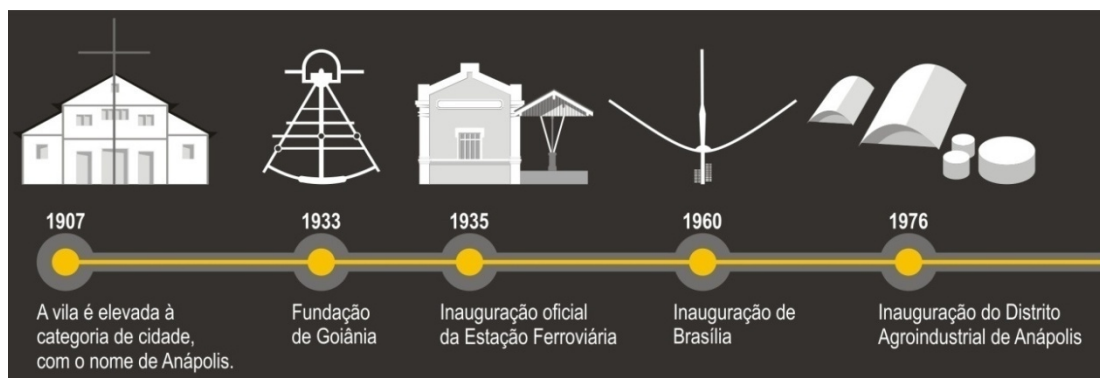 1907
A vila é elevada à
categoria de cidade,
com o nome de Anápolis.
1933
Fundação
de Goiânia
1935
Inauguração oficial
da Estação Ferroviária
1960
Inauguração de
Brasília
1976
Inauguração do Distrito
Agroindustrial de Anápolis